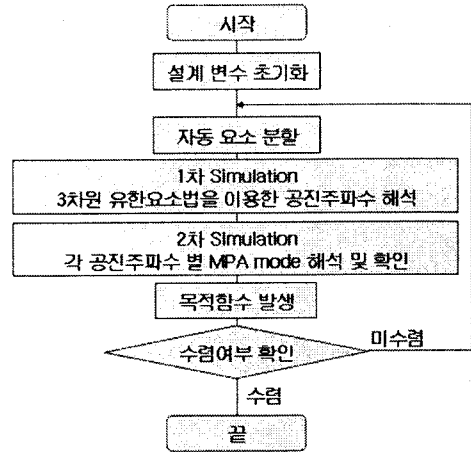 시작
설계 변수 초기화
자동 요소 분할
1차 Simulation
3차원 유한요소법을 이용한 공진주파수 해석
2차 Simulation
각 공진주파수 별 MPA mode 해석 및 확인
목적함수 발생
수렴여부 확인
미수렴
수렴
끝